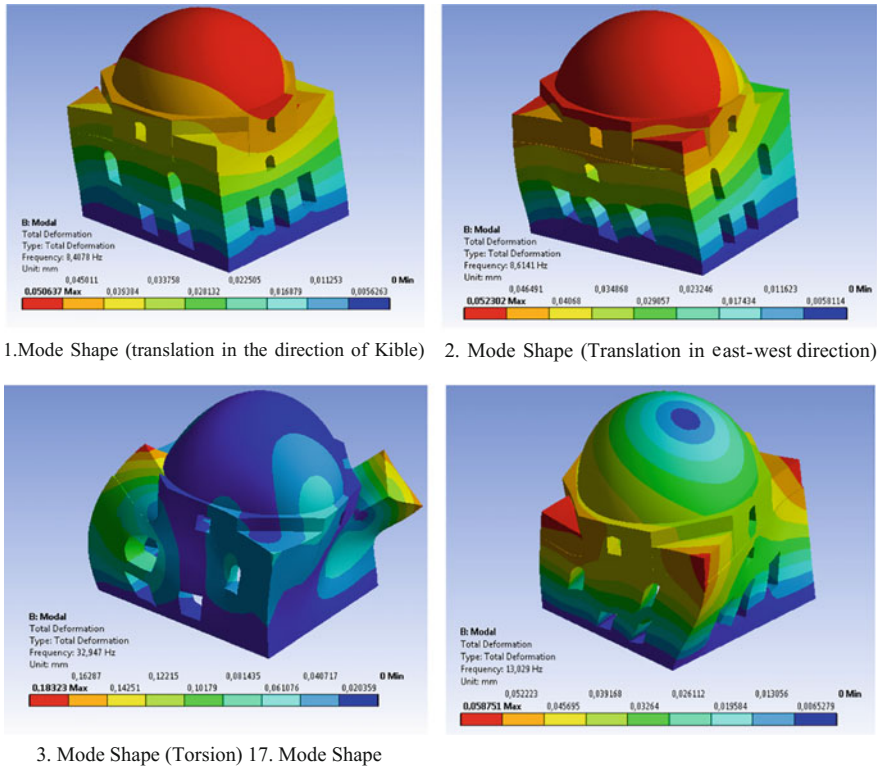 B: Modal
Total Deformation
Type: Total Deformation
Frequency: 8,4078 Hz
Unit: mm
0,045011 0,033758 0,022505 0,011253 0 Min
0,050637 Max 0,039384 0,028132 0,016879 0,0056263
B: Modal
Total Deformation
Type: Total Deformation
Frequency: 8,6141 Hz
Unit: mm
0,046491 0,034868 0,023246 0,011623 0 Min
0,052302 Max 0,04068 0,029057 0,017434 0,0058114
1.Mode Shape (translation in the direction of Kible)
2. Mode Shape (Translation in east-west direction)
B: Modal
Total Deformation
Type: Total Deformation
Frequency: 32,947 Hz
Unit: mm
0,16287 0,12215 0,081435 0,040717 0 Min
0,18323 Max 0,14251 0,10179 0,061076 0,020359
B: Modal
Total Deformation
Type: Total Deformation
Frequency: 13,029 Hz
Unit: mm
0,052223 0,039168 0,026112 0,013056 0 Min
0,058751 Max 0,045695 0,03264 0,019584 0,0065279
3. Mode Shape (Torsion) 17. Mode Shape